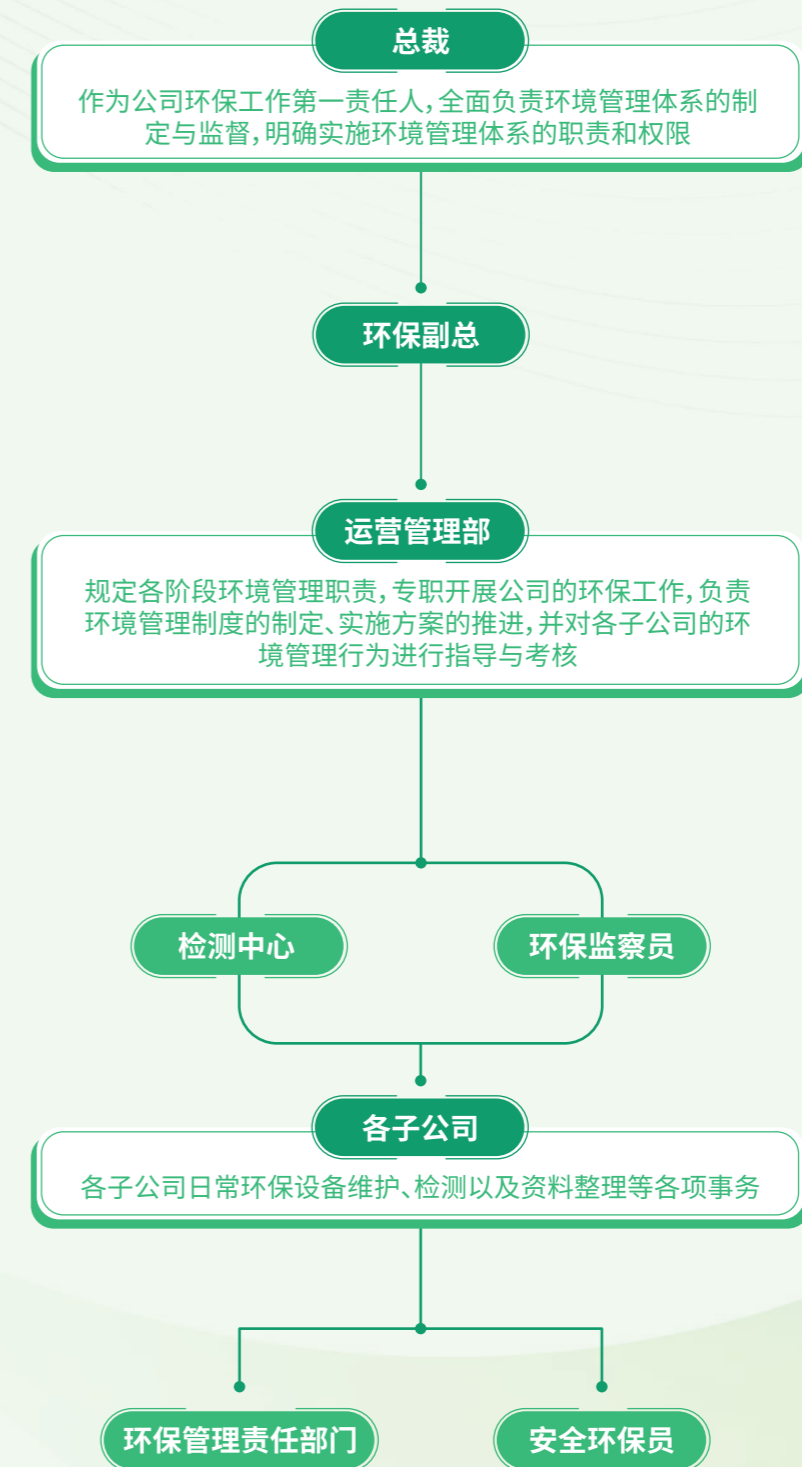 总裁
作为公司环保工作第一责任人,全面负责环境管理体系的制
定与监督,明确实施环境管理体系的职责和权限
环保副总
运营管理部
规定各阶段环境管理职责,专职开展公司的环保工作,负责
环境管理制度的制定、实施方案的推进,并对各子公司的环
境管理行为进行指导与考核
检测中心
环保监察员
各子公司
各子公司日常环保设备维护、检测以及资料整理等各项事务
环保管理责任部门
安全环保员